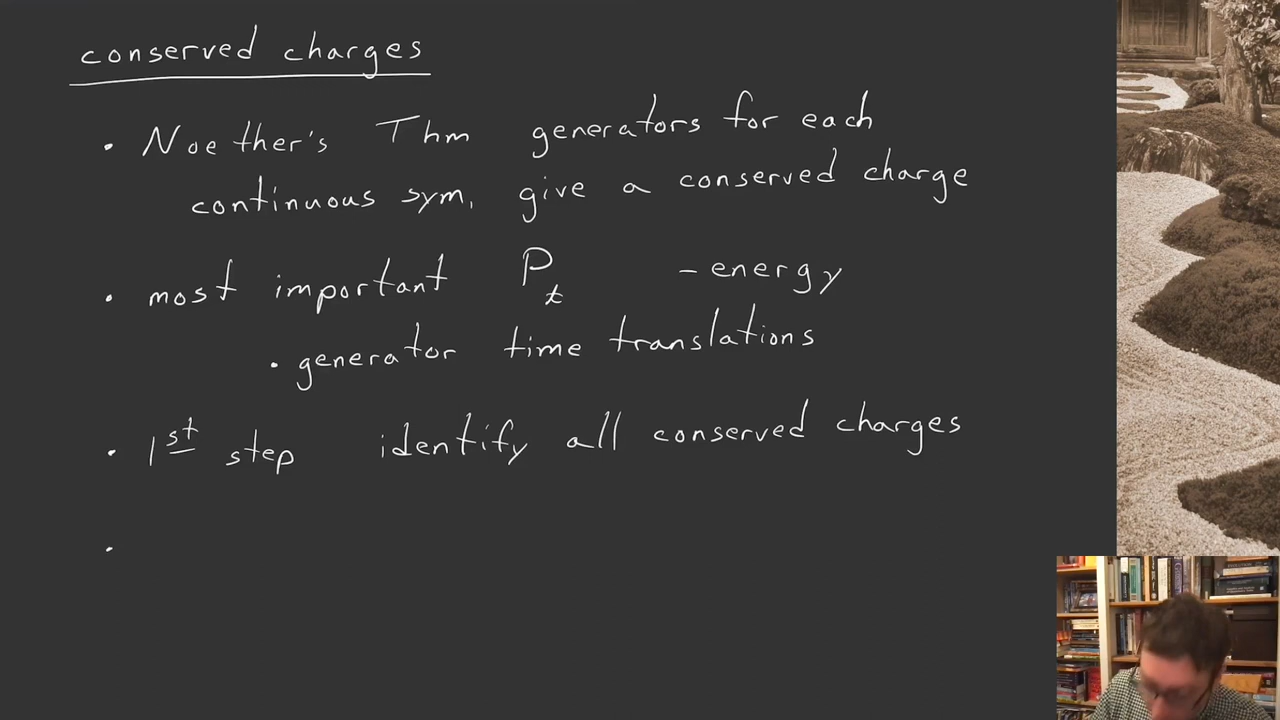 conserved charges
• Noether's Thm generators for each
continuous sym. give a conserved charge
• most important P_t - energy
• generator time translations
• 1st step identify all conserved charges
•